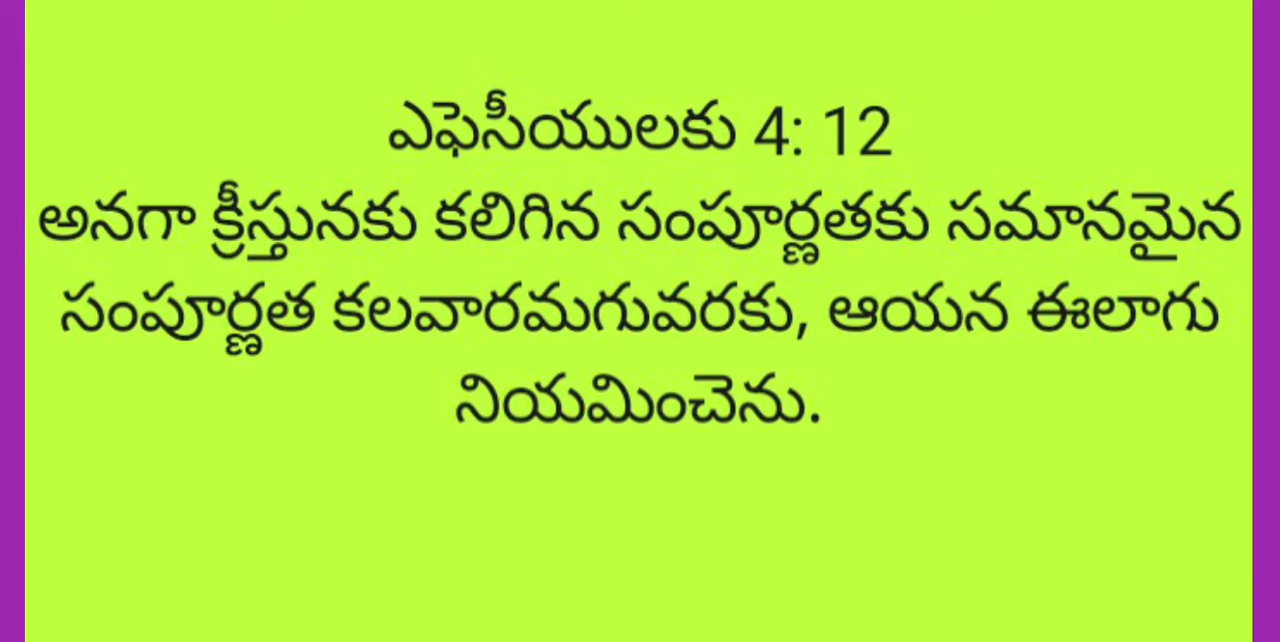 ఎఫెసీయులకు 4: 12
అనగా క్రీస్తునకు కలిగిన సంపూర్ణతకు సమానమైన
సంపూర్ణత కలవారమగువరకు, ఆయన ఈలాగు
నియమించెను.